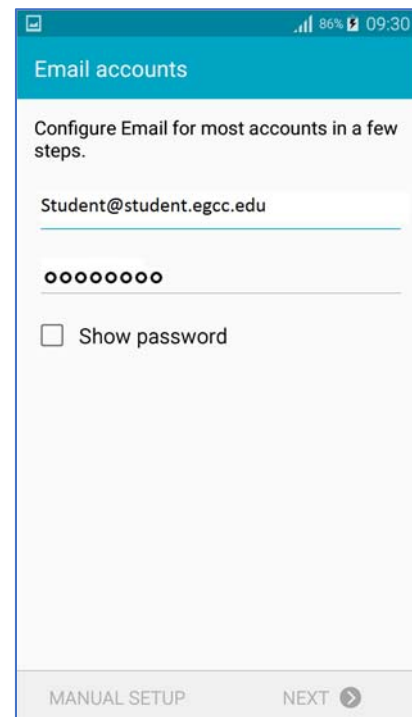 86% 09:30
Email accounts
Configure Email for most accounts in a few
steps.
Student@student.egcc.edu
Show password
MANUAL SETUP NEXT